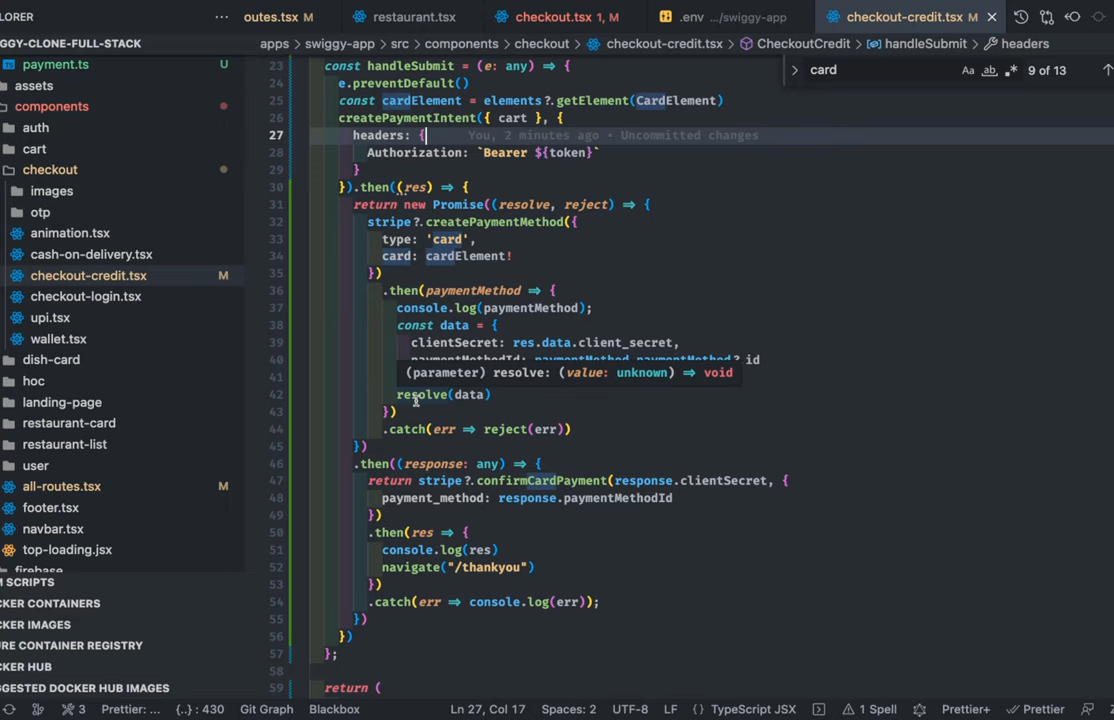 LORER
...
outes.tsx M
restaurant.tsx
checkout.tsx 1, M
.env .../swiggy-app
checkout-credit.tsx M
GGY-CLONE-FULL-STACK
apps > swiggy-app > src > components > checkout > checkout-credit.tsx > CheckoutCredit > handleSubmit > headers
card
Aa ab .* 9 of 13
payment.ts U
assets
components
auth
cart
checkout
images
otp
animation.tsx
cash-on-delivery.tsx
checkout-credit.tsx M
checkout-login.tsx
upi.tsx
wallet.tsx
dish-card
hoc
landing-page
restaurant-card
restaurant-list
user
all-routes.tsx M
footer.tsx
navbar.tsx
top-loading.jsx
firebase
M SCRIPTS
CKER CONTAINERS
CKER IMAGES
URE CONTAINER REGISTRY
CKER HUB
GGESTED DOCKER HUB IMAGES
23 const handleSubmit = (e: any) => {
24 e.preventDefault()
25 const cardElement = elements?.getElement(CardElement)
26 createPaymentIntent({ cart }, {
27 headers: { You, 2 minutes ago • Uncommitted changes
28 Authorization: `Bearer ${token}`
29 }
30 }).then((res) => {
31 return new Promise((resolve, reject) => {
32 stripe?.createPaymentMethod({
33 type: 'card',
34 card: cardElement!
35 })
36 .then(paymentMethod => {
37 console.log(paymentMethod);
38 const data = {
39 clientSecret: res.data.client_secret,
40 paymentMethodId: paymentMethod.paymentMethod?.id
41 (parameter) resolve: (value: unknown) => void
42 resolve(data)
43 })
44 .catch(err => reject(err))
45 })
46 .then((response: any) => {
47 return stripe?.confirmCardPayment(response.clientSecret, {
48 payment_method: response.paymentMethodId
49 })
50 .then(res => {
51 console.log(res)
52 navigate("/thankyou")
53 })
54 .catch(err => console.log(err));
55 })
56 })
57 };
58
59 return (
3 Prettier: ... {..} : 430 Git Graph Blackbox Ln 27, Col 17 Spaces: 2 UTF-8 LF {} TypeScript JSX 1 Spell Prettier+ Prettier